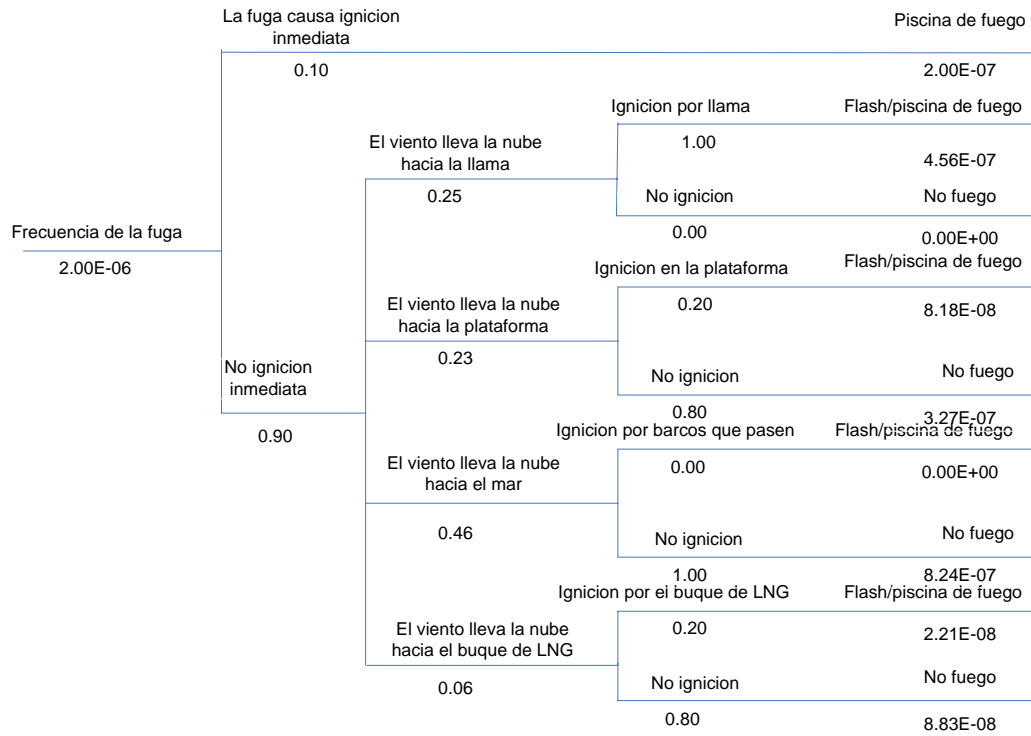 La fuga causa ignicion
inmediata
0.10
Piscina de fuego
2.00E-07
Ignicion por llama
1.00
Flash/piscina de fuego
4.56E-07
El viento lleva la nube
hacia la llama
0.25
No ignicion
0.00
No fuego
0.00E+00
Frecuencia de la fuga
2.00E-06
Ignicion en la plataforma
0.20
Flash/piscina de fuego
8.18E-08
El viento lleva la nube
hacia la plataforma
0.23
No ignicion
0.80
No fuego
3.27E-07
No ignicion
inmediata
0.90
Ignicion por barcos que pasen
0.00
Flash/piscina de fuego
0.00E+00
El viento lleva la nube
hacia el mar
0.46
No ignicion
1.00
No fuego
8.24E-07
Ignicion por el buque de LNG
0.20
Flash/piscina de fuego
2.21E-08
El viento lleva la nube
hacia el buque de LNG
0.06
No ignicion
0.80
No fuego
8.83E-08